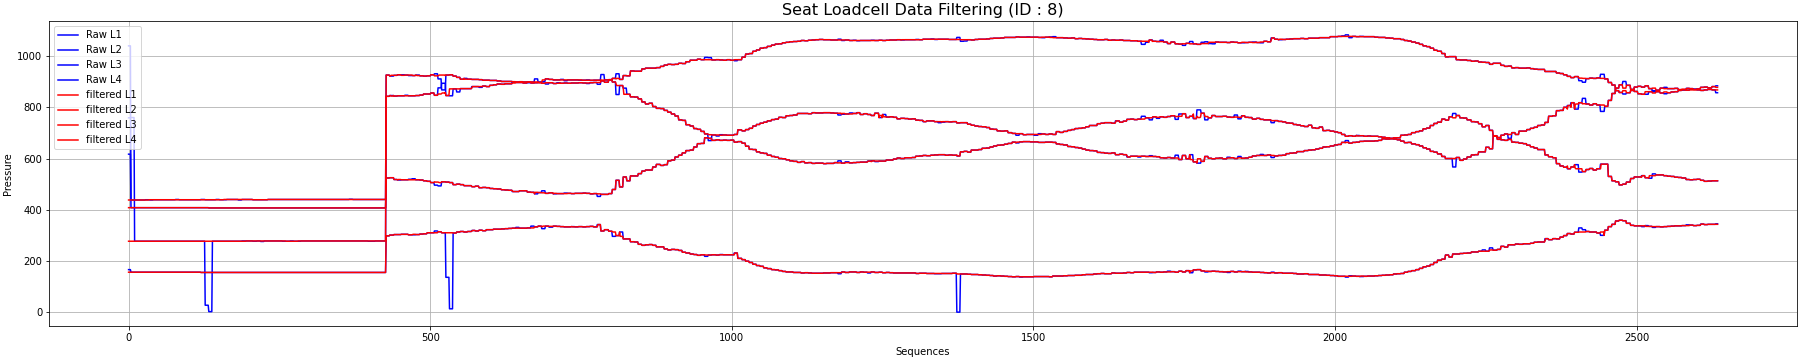 Seat Loadcell Data Filtering (ID : 8)
Raw L1
Raw L2
Raw L3
Raw L4
filtered L1
filtered L2
filtered L3
filtered L4
Pressure
1000
800
600
400
200
0
0 500 1000 1500 2000 2500
Sequences